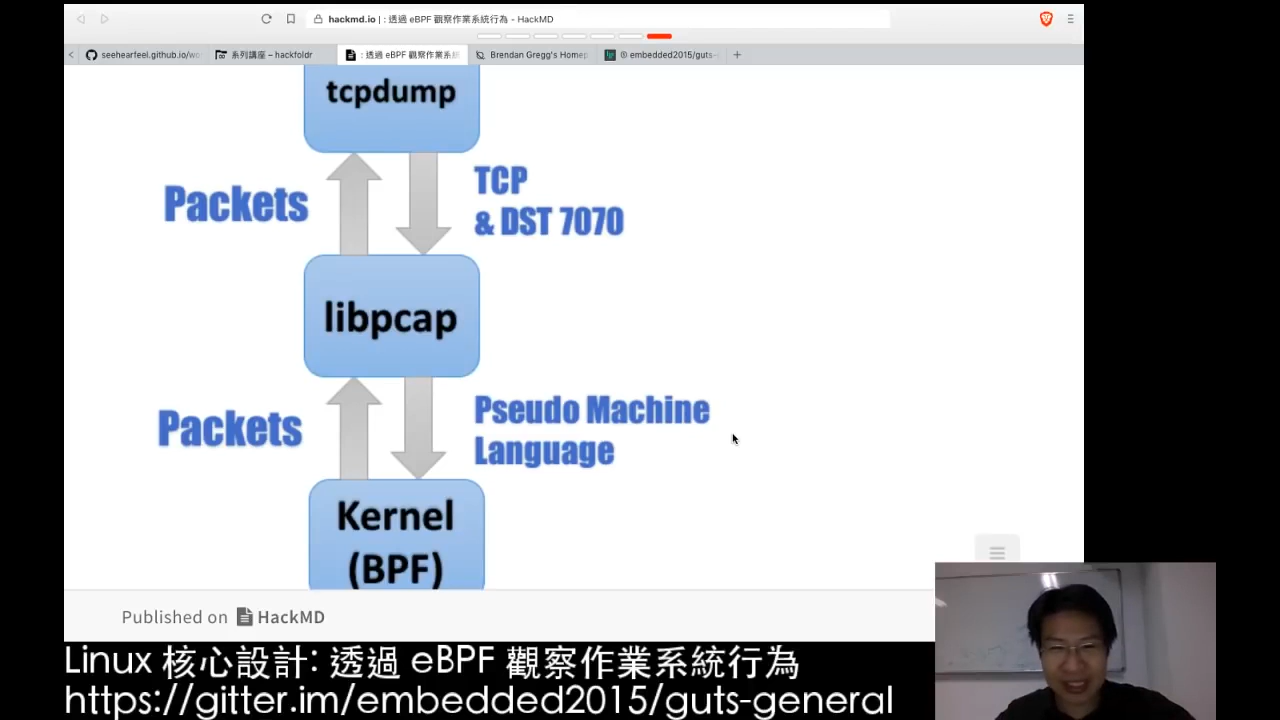 hackmd.io | : 透過 eBPF 觀察作業系統行為 - HackMD
seehearfeel.github.io/wo
系列講座 – hackfoldr
: 透過 eBPF 觀察作業系統
Brendan Gregg's Homep
embedded2015/guts-
tcpdump
Packets
TCP
& DST 7070
libpcap
Packets
Pseudo Machine
Language
Kernel
(BPF)
Published on HackMD
Linux 核心設計: 透過 eBPF 觀察作業系統行為
https://gitter.im/embedded2015/guts-general